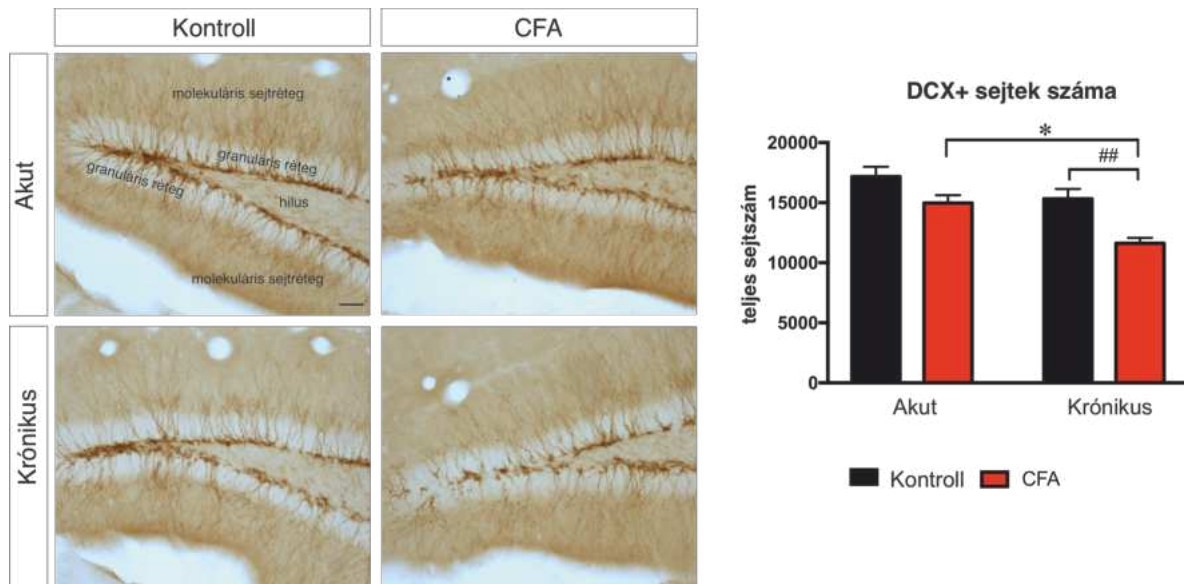 Kontroll
CFA
Akut
molekuláris sejtréteg
granuláris réteg
granuláris réteg
hilus
molekuláris sejtréteg
Krónikus
DCX+ sejtek száma
*
##
teljes sejtszám
20000
15000
10000
5000
0
Akut
Krónikus
Kontroll
CFA